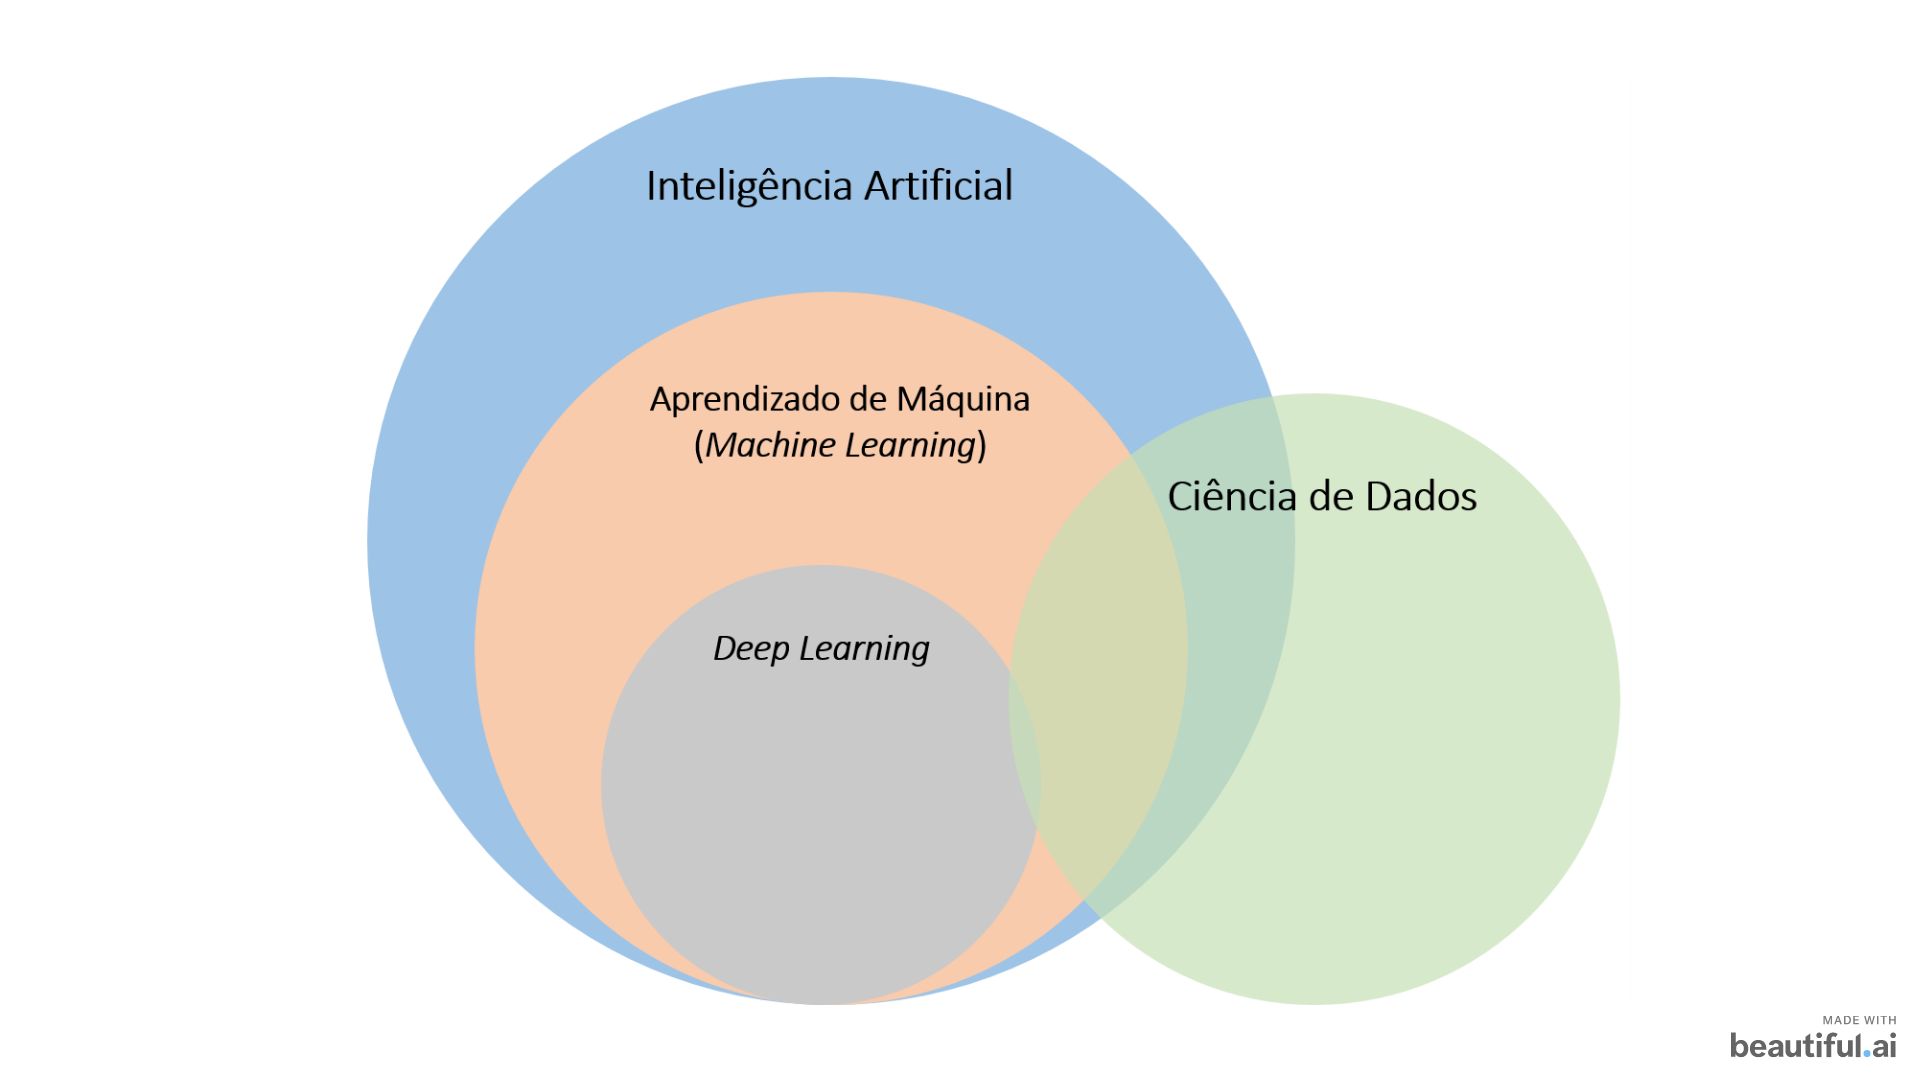 Inteligência Artificial
Aprendizado de Máquina
(Machine Learning)
Ciência de Dados
Deep Learning
MADE WITH
beautiful.ai